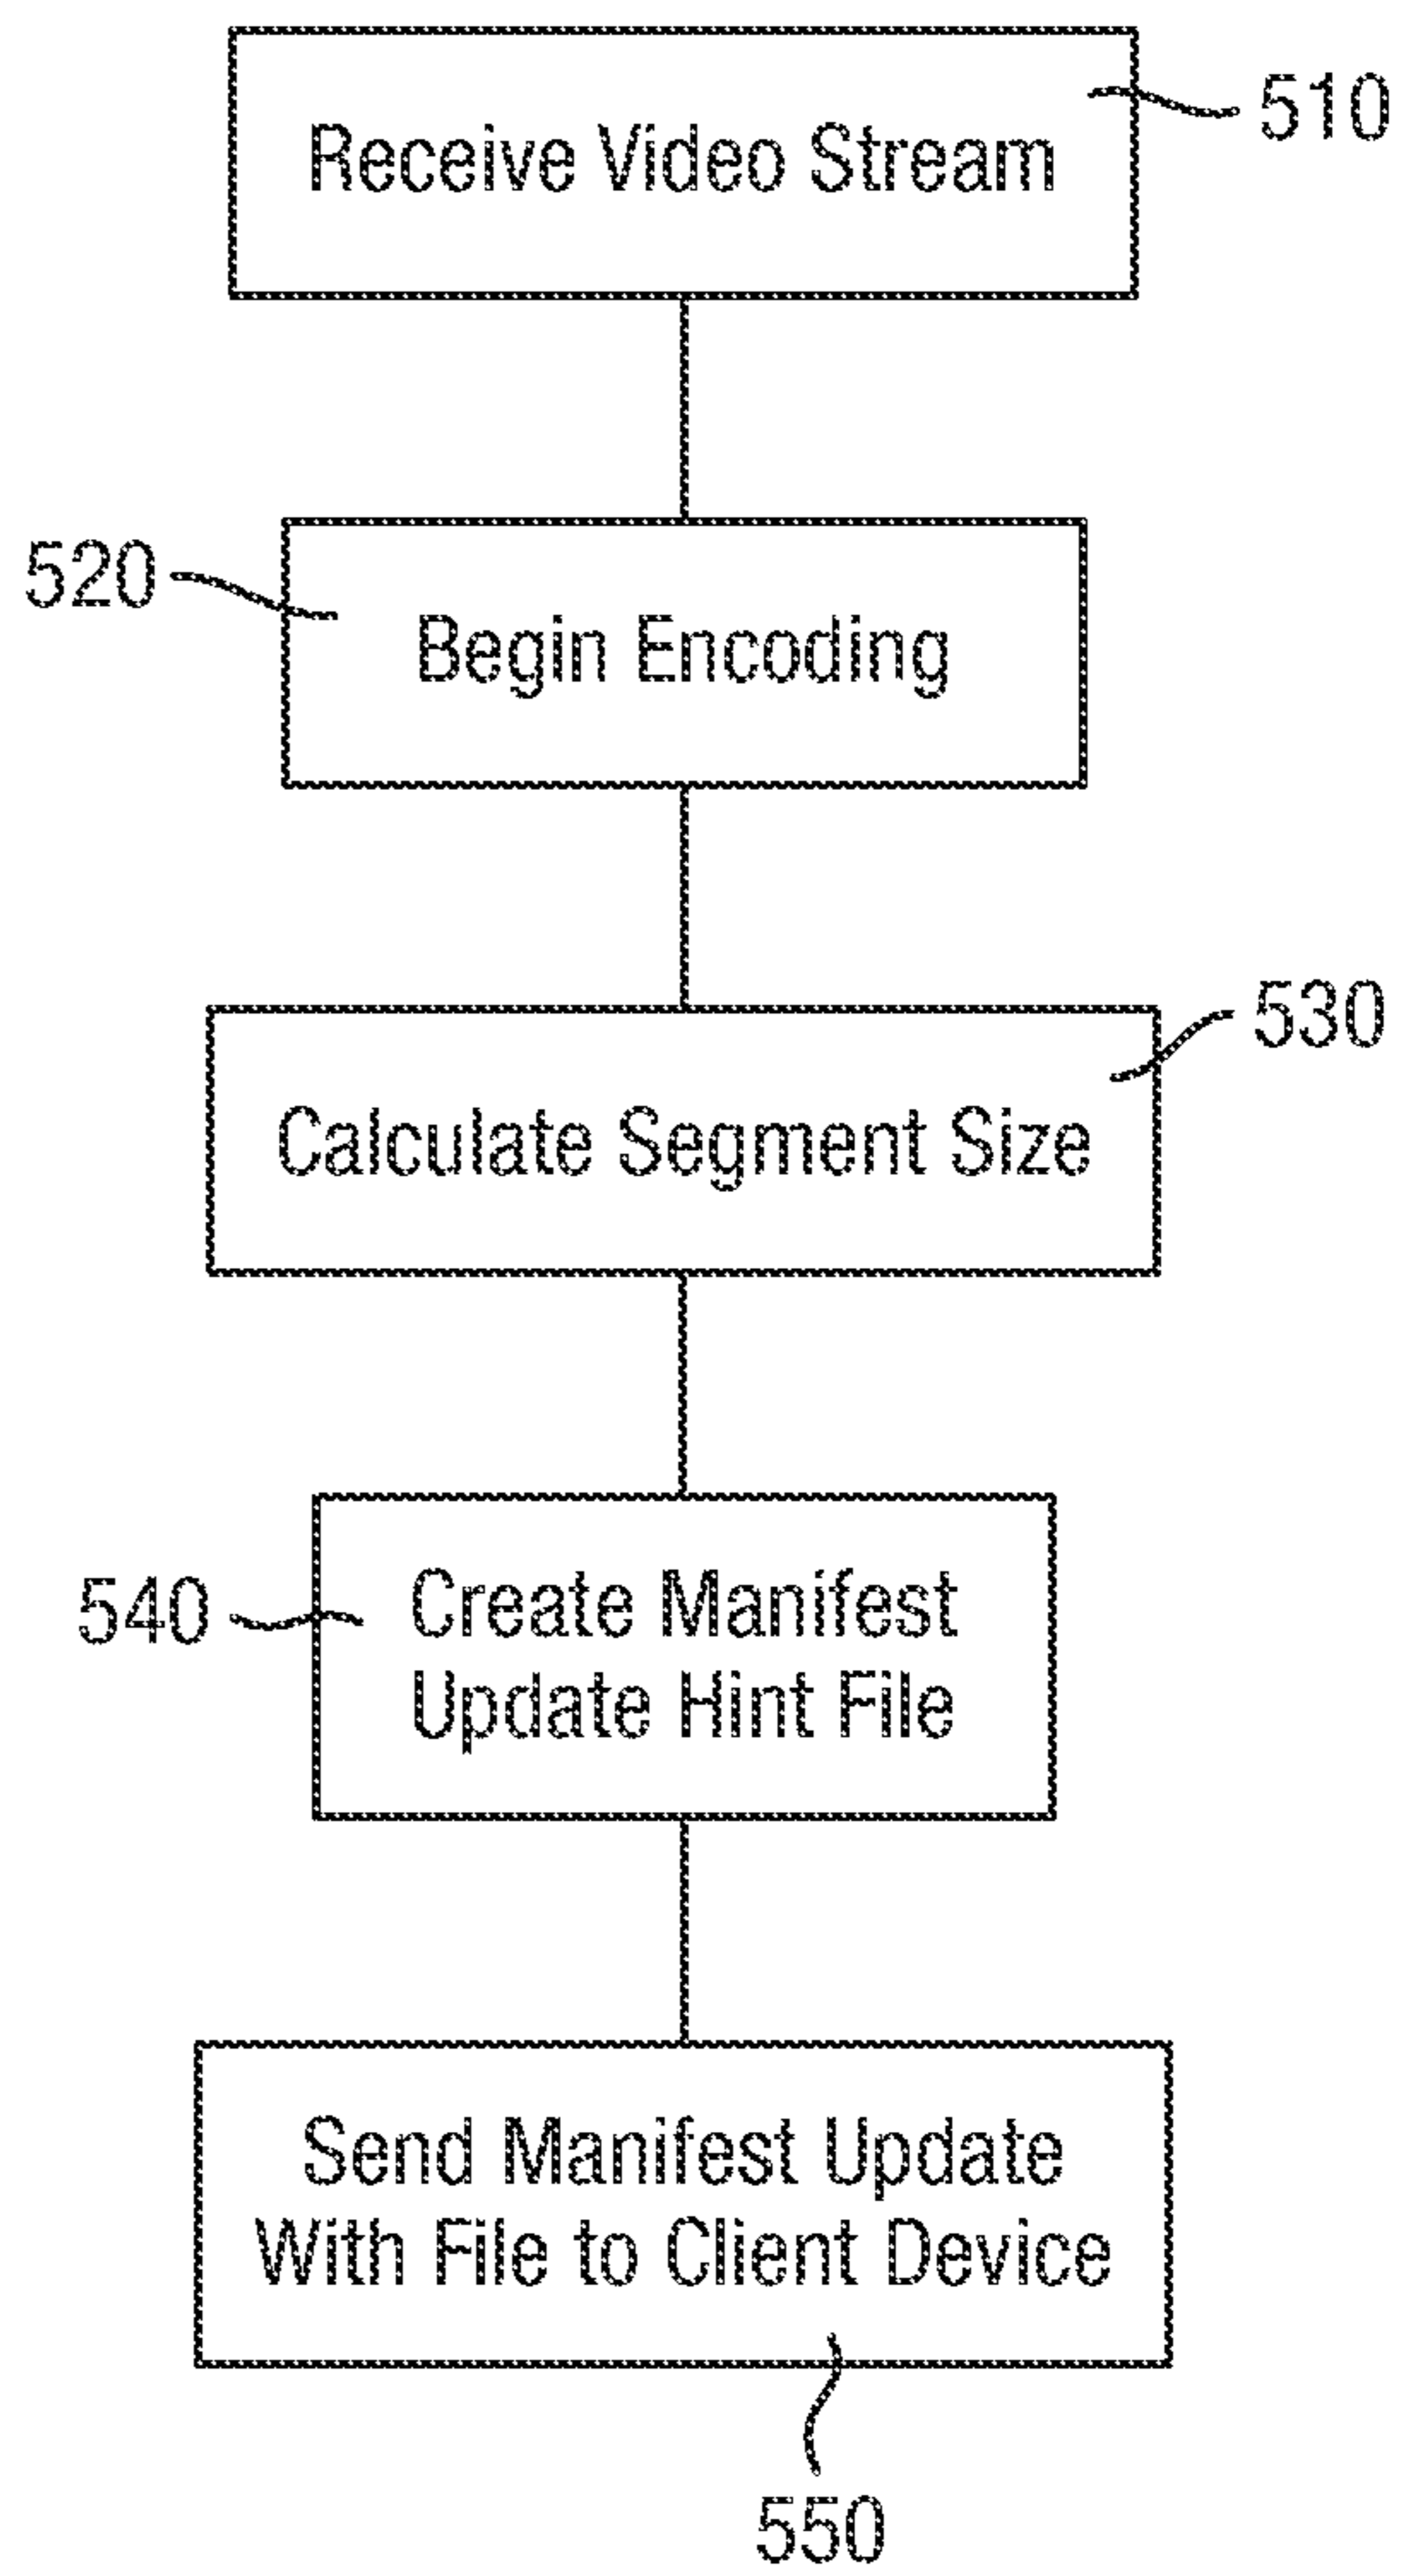 Receive Video Stream
510
520
Begin Encoding
530
Calculate Segment Size
540
Create Manifest
Update Hint File
Send Manifest Update
With File to Client Device
550